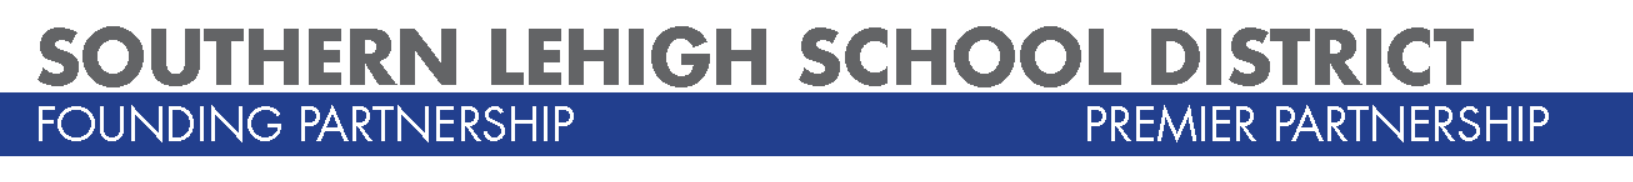 SOUTHERN LEHIGH SCHOOL DISTRICT
FOUNDING PARTNERSHIP PREMIER PARTNERSHIP